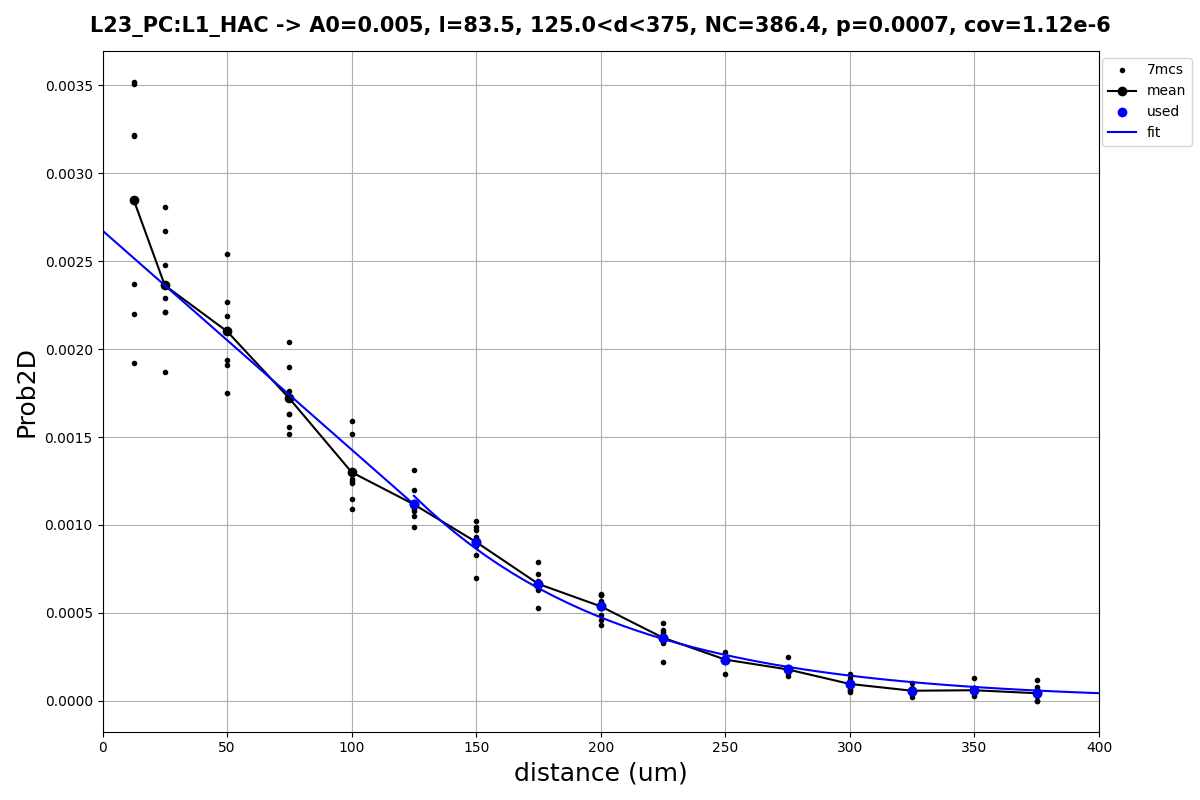 L23_PC:L1_HAC -> A0=0.005, l=83.5, 125.0<d<375, NC=386.4, p=0.0007, cov=1.12e-6
7mcs
mean
used
fit
0.0035
0.0030
0.0025
0.0020
0.0015
0.0010
0.0005
0.0000
Prob2D
0 50 100 150 200 250 300 350 400
distance (um)